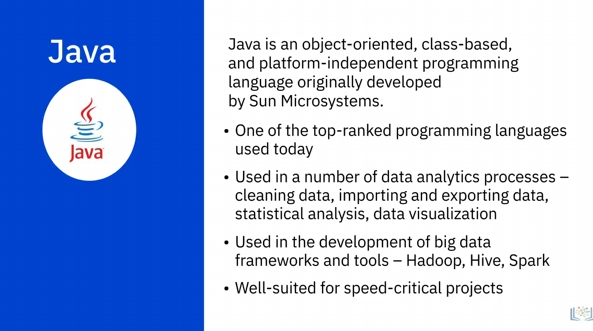 Java
Java
Java is an object-oriented, class-based,
and platform-independent programming
language originally developed
by Sun Microsystems.
• One of the top-ranked programming languages
used today
• Used in a number of data analytics processes –
cleaning data, importing and exporting data,
statistical analysis, data visualization
• Used in the development of big data
frameworks and tools – Hadoop, Hive, Spark
• Well-suited for speed-critical projects